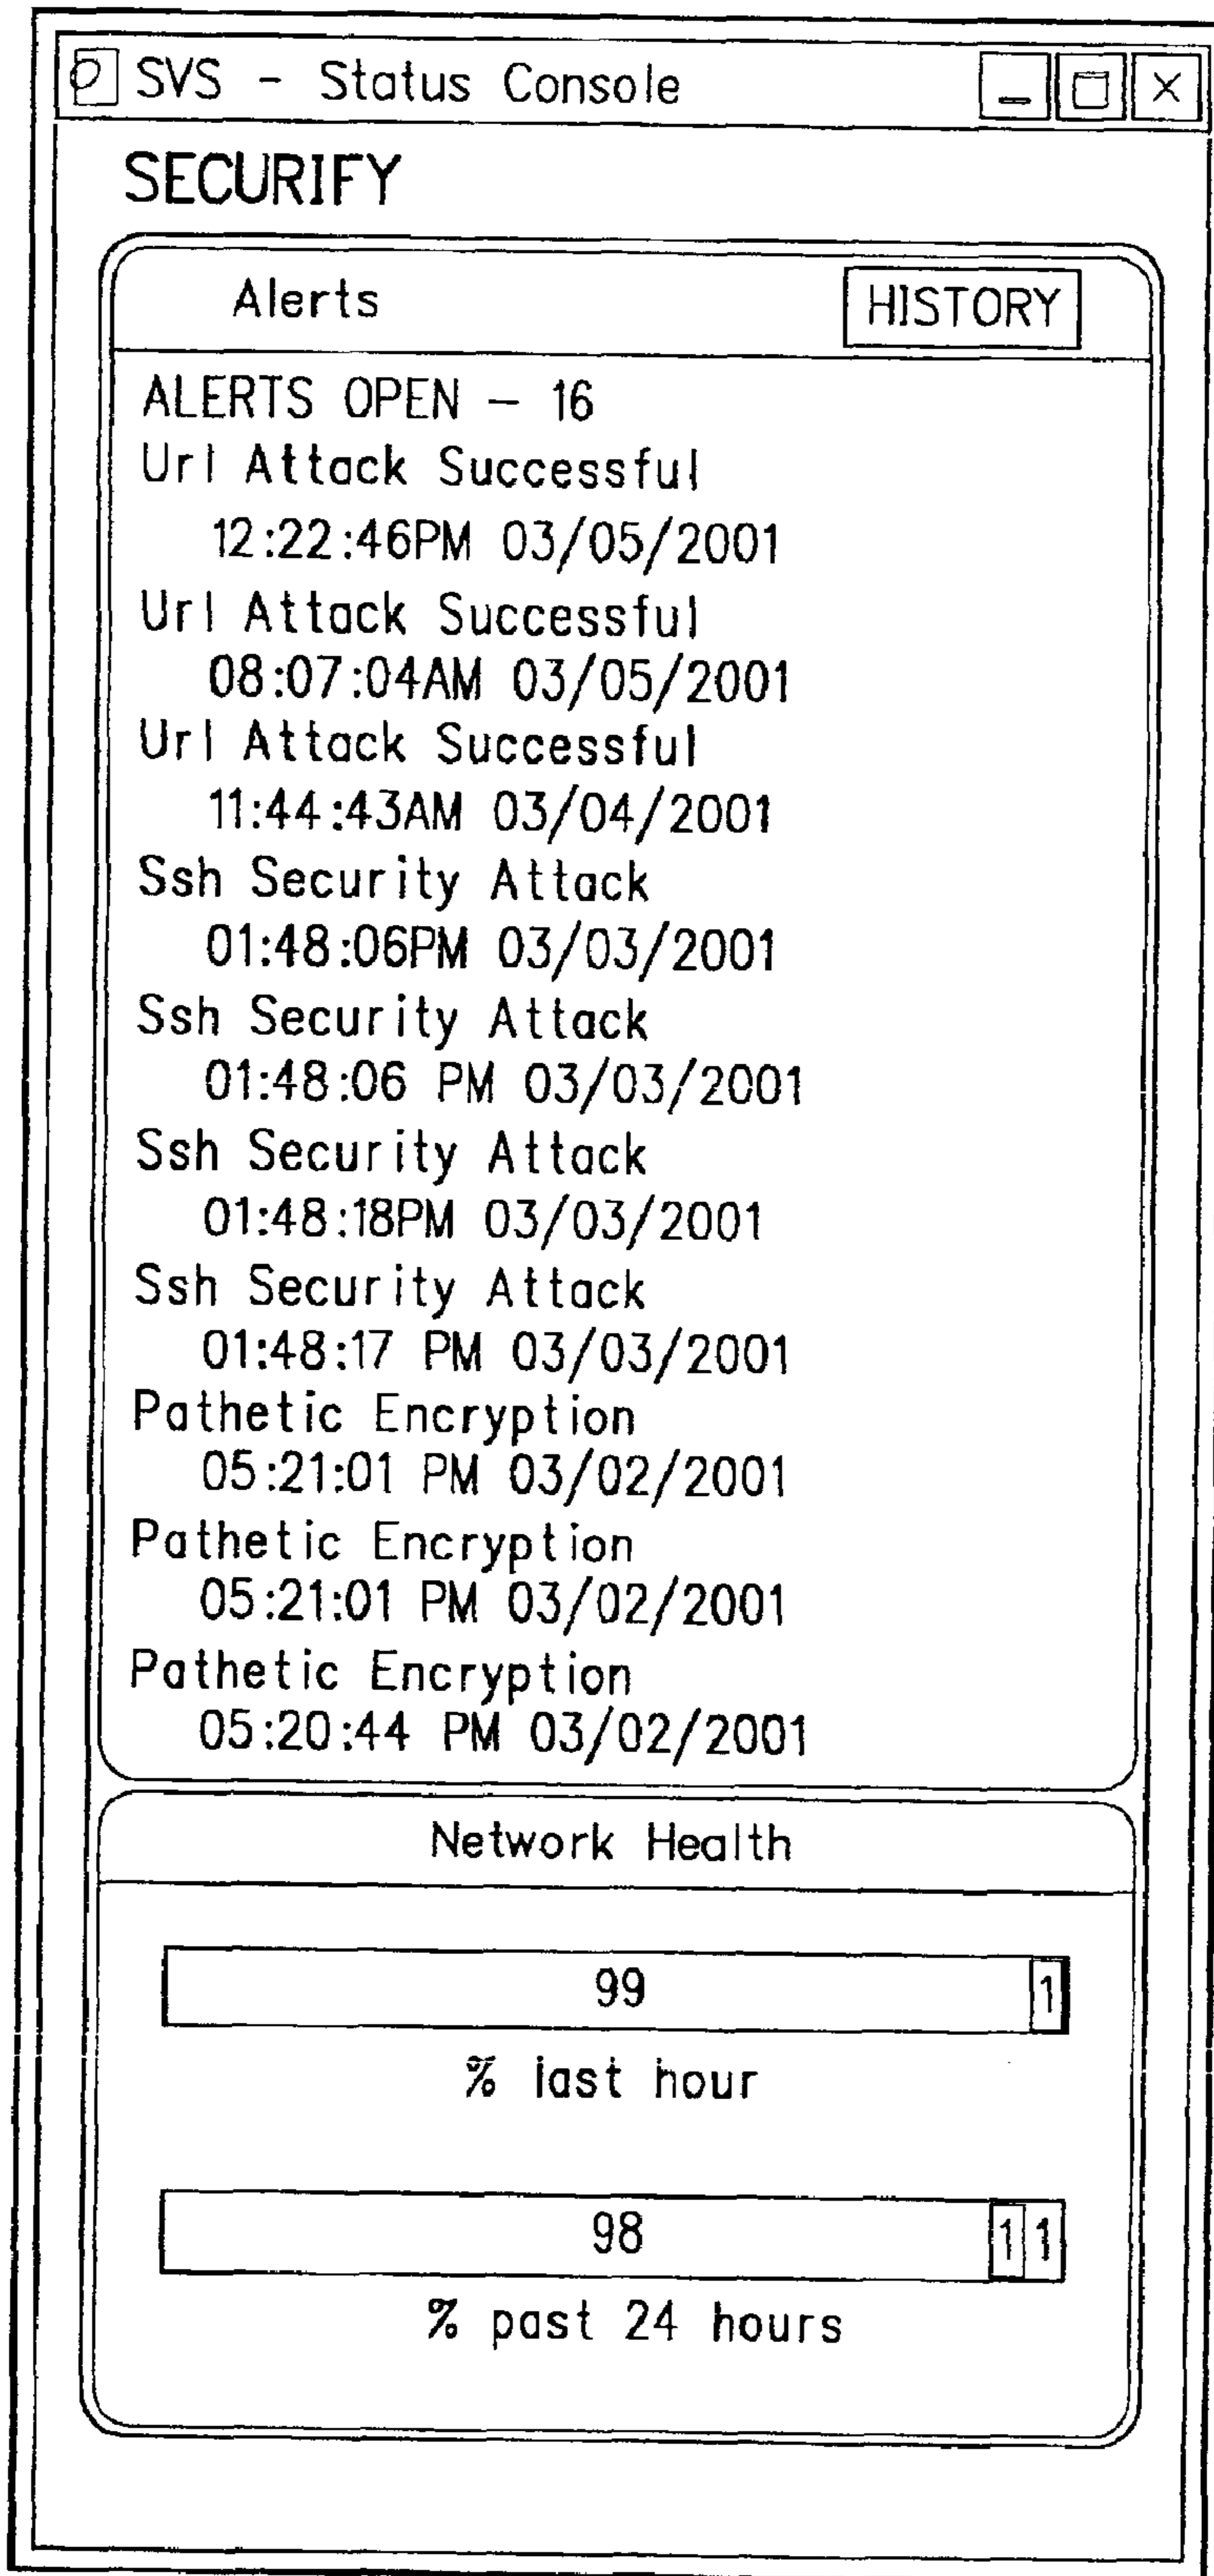 SVS - Status Console
SECURIFY
Alerts HISTORY
ALERTS OPEN - 16
Url Attack Successful
12:22:46PM 03/05/2001
Url Attack Successful
08:07:04AM 03/05/2001
Url Attack Successful
11:44:43AM 03/04/2001
Ssh Security Attack
01:48:06PM 03/03/2001
Ssh Security Attack
01:48:06 PM 03/03/2001
Ssh Security Attack
01:48:18PM 03/03/2001
Ssh Security Attack
01:48:17 PM 03/03/2001
Pathetic Encryption
05:21:01 PM 03/02/2001
Pathetic Encryption
05:21:01 PM 03/02/2001
Pathetic Encryption
05:20:44 PM 03/02/2001
Network Health
99 1
% last hour
98 1 1
% past 24 hours